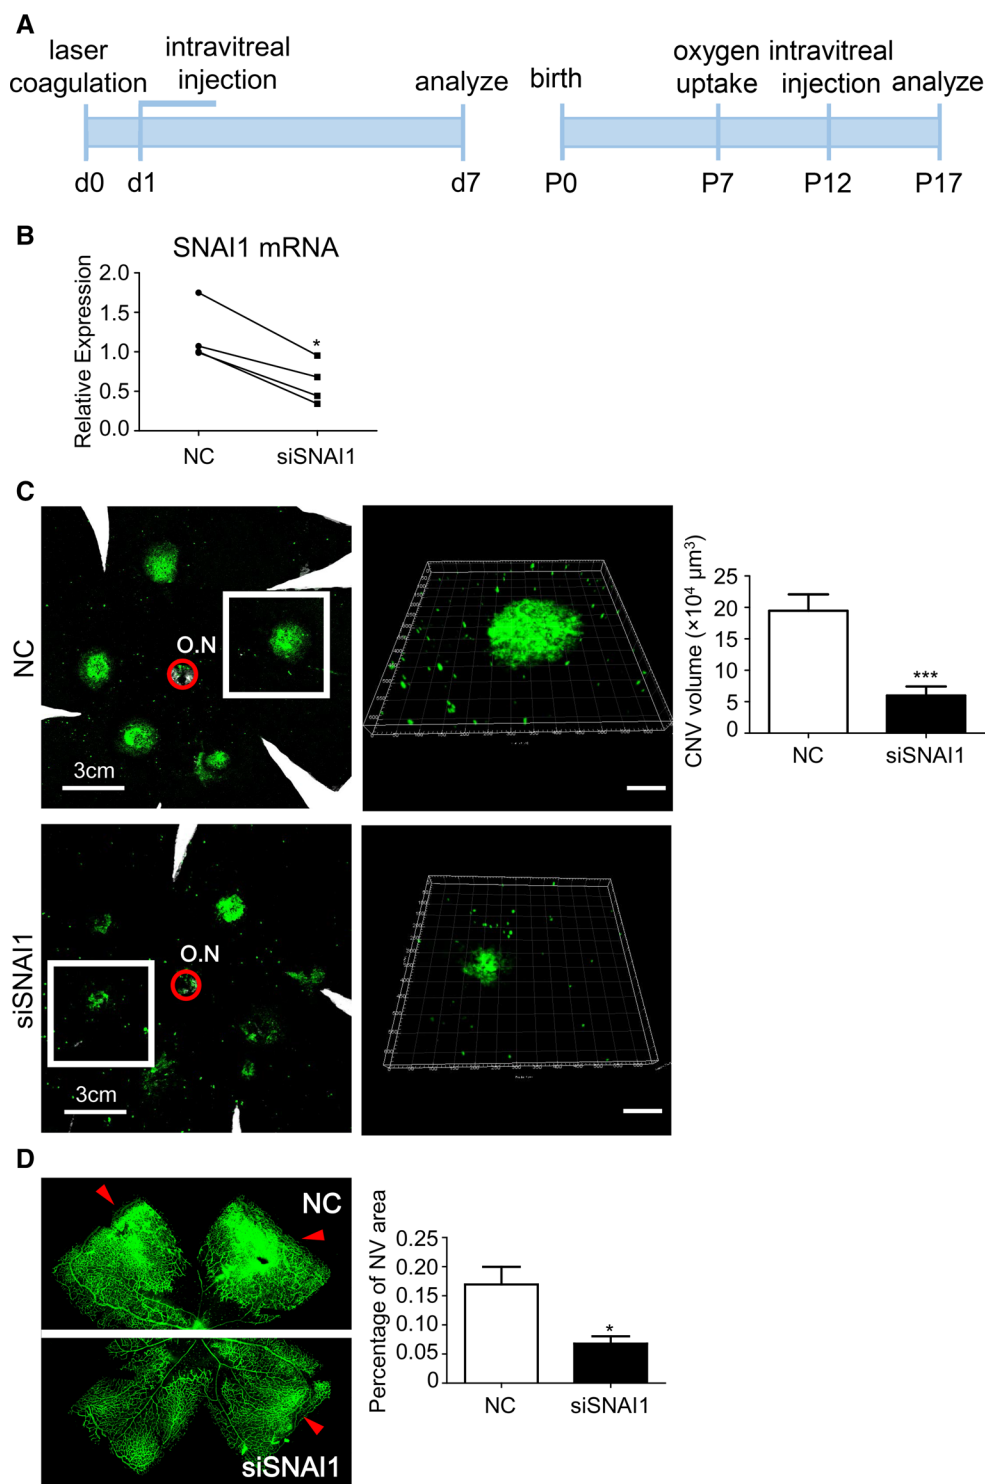 A
laser
coagulation
intravitreal
injection
analyze
birth
oxygen
uptake
intravitreal
injection
analyze
d0
d1
d7
P0
P7
P12
P17
B
SNAI1 mRNA
Relative Expression
2.0
1.5
1.0
0.5
0.0
*
NC
siSNAI1
C
NC
O.N
3cm
CNV volume (×10⁴ μm³)
25
20
15
10
5
0
***
NC
siSNAI1
siSNAI1
O.N
3cm
D
NC
siSNAI1
Percentage of NV area
0.25
0.20
0.15
0.10
0.05
0
*
NC
siSNAI1